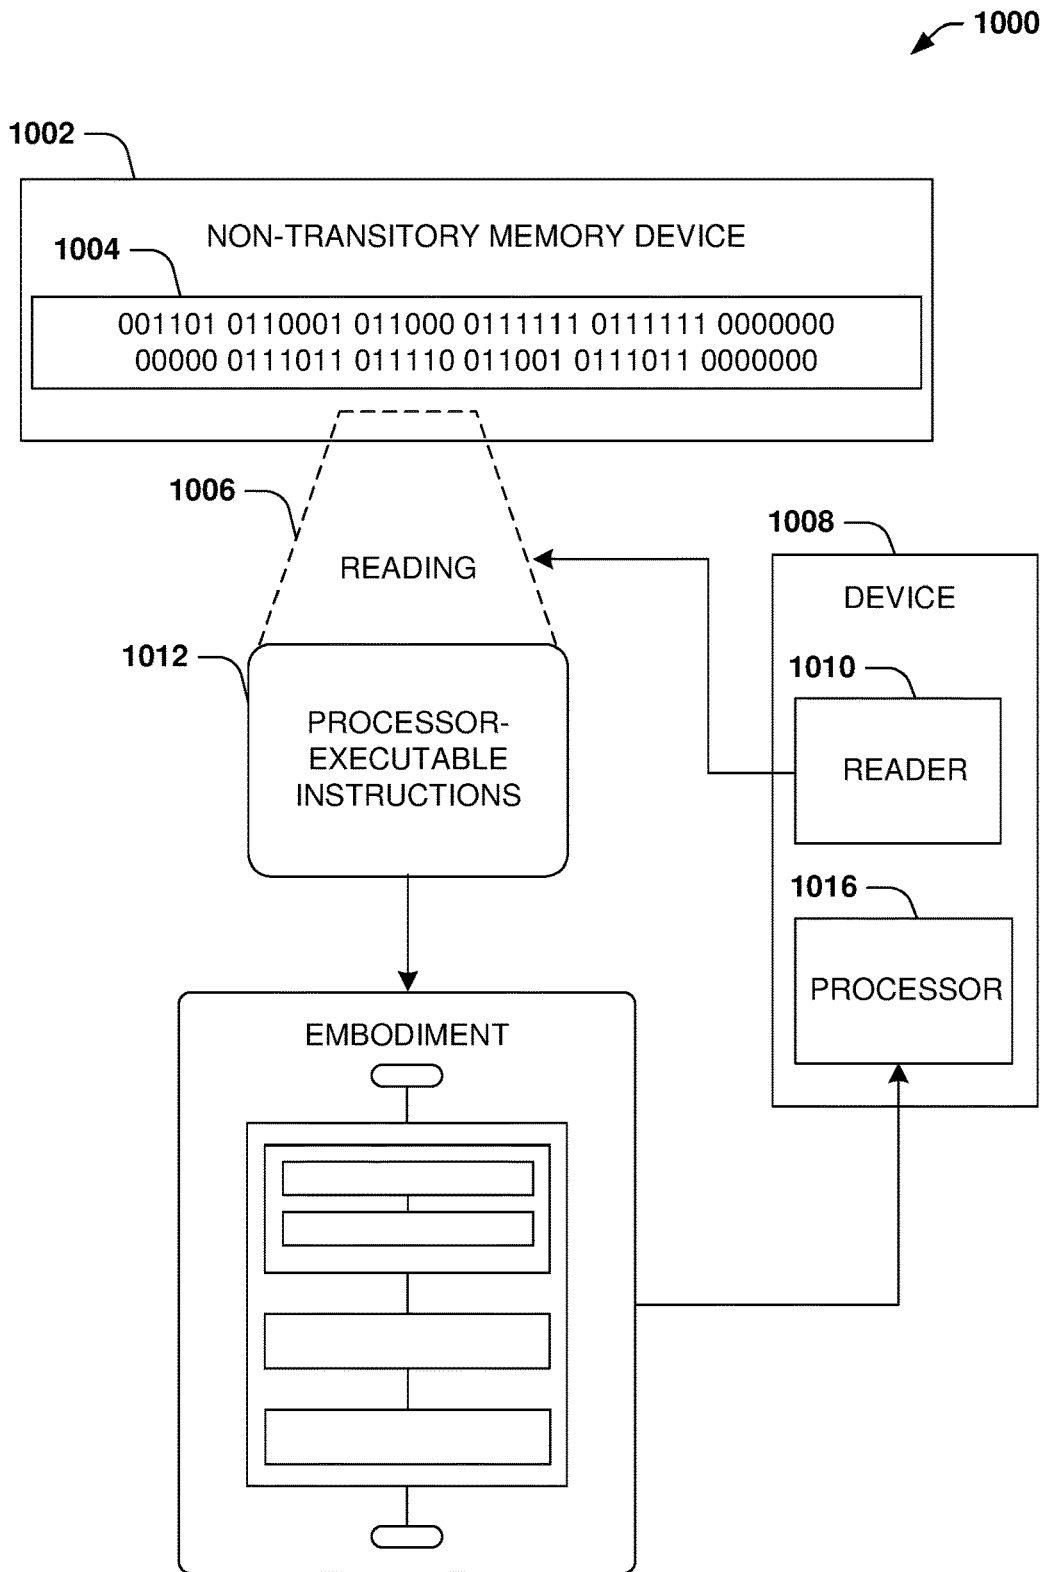 1000
1002
NON-TRANSITORY MEMORY DEVICE
1004
001101 0110001 011000 0111111 0111111 0000000
00000 0111011 011110 011001 0111011 0000000
1006
READING
1008
DEVICE
1012
PROCESSOR-
EXECUTABLE
INSTRUCTIONS
1010
READER
1016
PROCESSOR
EMBODIMENT